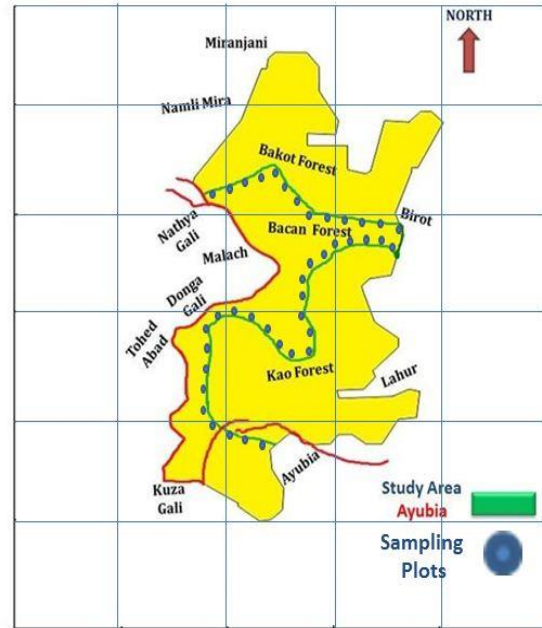 Miranjani
NORTH
Namli Mira
Bakot Forest
Nathya
Gali
Bacan Forest
Birot
Malach
Donga
Gali
Tohed
Abad
Kao Forest
Lahur
Ayubia
Kuza
Gali
Study Area
Ayubia
Sampling
Plots